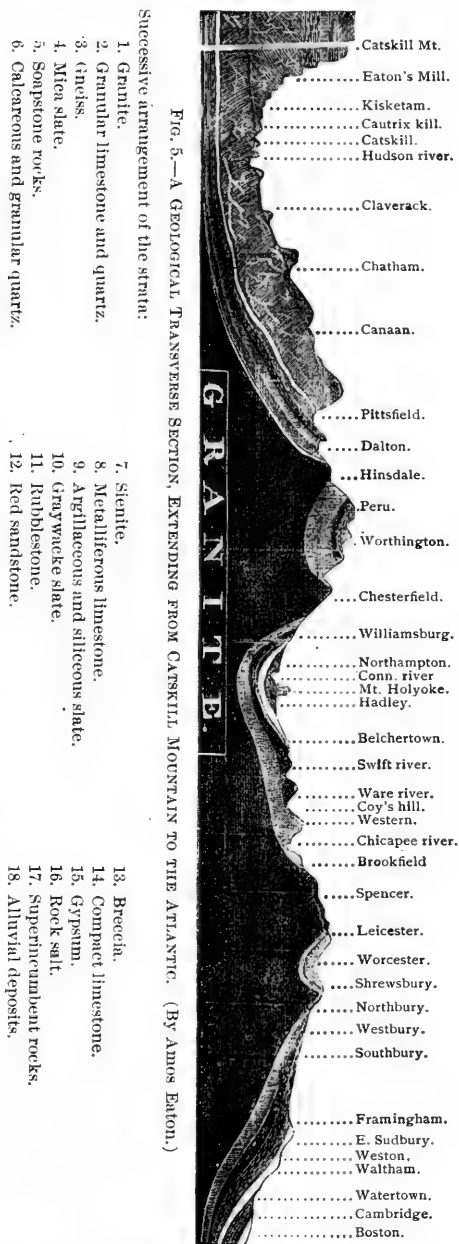 Catskill Mt.
Eaton's Mill.
Kisketam.
Cautrix kill.
Catskill.
Hudson river.
Claverack.
Chatham.
Canaan.
Pittsfield.
Dalton.
Hinsdale.
Peru.
Worthington.
Chesterfield.
Williamsburg.
Northampton.
Conn. river
Mt. Holyoke.
Hadley.
Belchertown.
Swift river.
Ware river.
Coy's hill.
Western.
Chicapee river.
Brookfield
Spencer.
Leicester.
Worcester.
Shrewsbury.
Northbury.
Westbury.
Southbury.
Framingham.
E. Sudbury.
Weston.
Waltham.
Watertown.
Cambridge.
Boston.
GRANITE.
FIG. 5.—A GEOLOGICAL TRANSVERSE SECTION, EXTENDING FROM CATSKILL MOUNTAIN TO THE ATLANTIC. (By Amos Eaton.)
Successive arrangement of the strata:
1. Granite.
2. Granular limestone and quartz.
3. Gneiss.
4. Mica slate.
5. Soapstone rocks.
6. Calcareous and granular quartz.
7. Sienite.
8. Metalliferous limestone.
9. Argillaceous and siliceous slate.
10. Graywacke slate.
11. Rubblestone.
12. Red sandstone.
13. Breccia.
14. Compact limestone.
15. Gypsum.
16. Rock salt.
17. Superincumbent rocks.
18. Alluvial deposits.